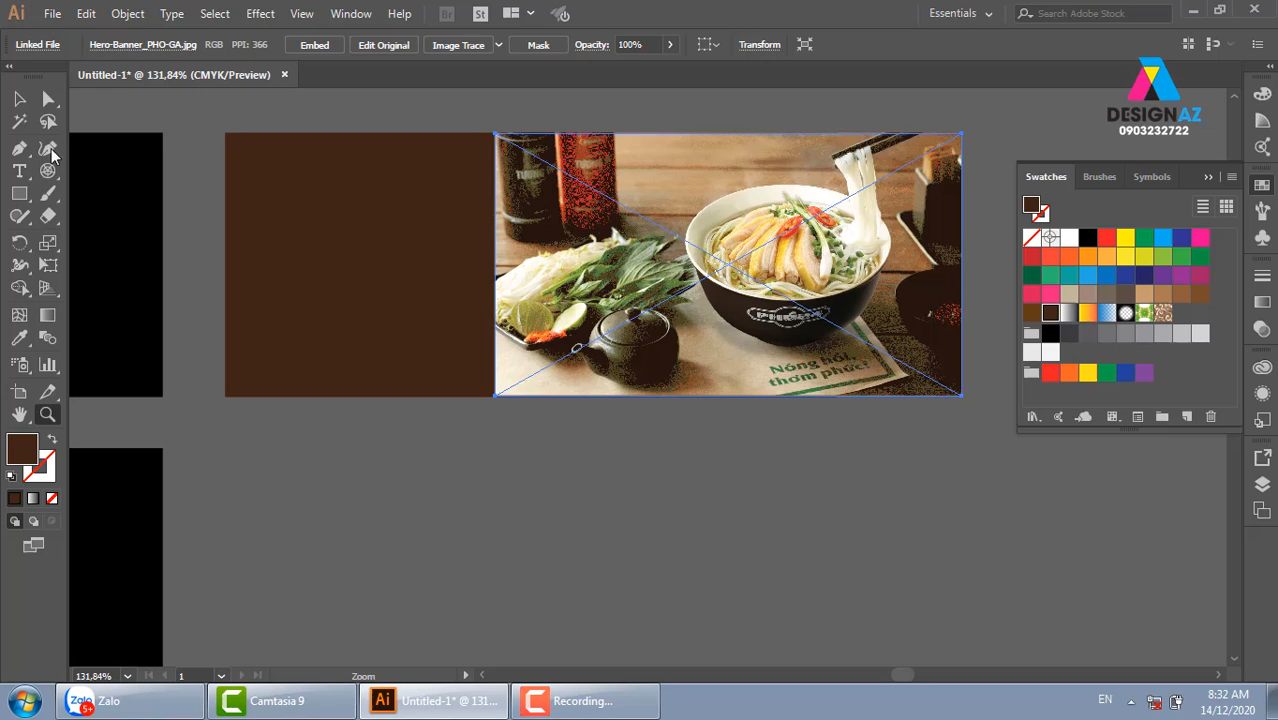 Ai File Edit Object Type Select Effect View Window Help Br St Essentials Search Adobe Stock
Linked File Hero-Banner_PHO-GA.jpg RGB PPI: 366 Embed Edit Original Image Trace Mask Opacity: 100% Transform
Untitled-1* @ 131,84% (CMYK/Preview)
DESIGNAZ
0903232722
Swatches Brushes Symbols
Nóng hổi,
thơm phức!
131,84% 1 Zoom
Zalo 5+ Camtasia 9 Untitled-1* @ 131... Recording... EN 8:32 AM
14/12/2020